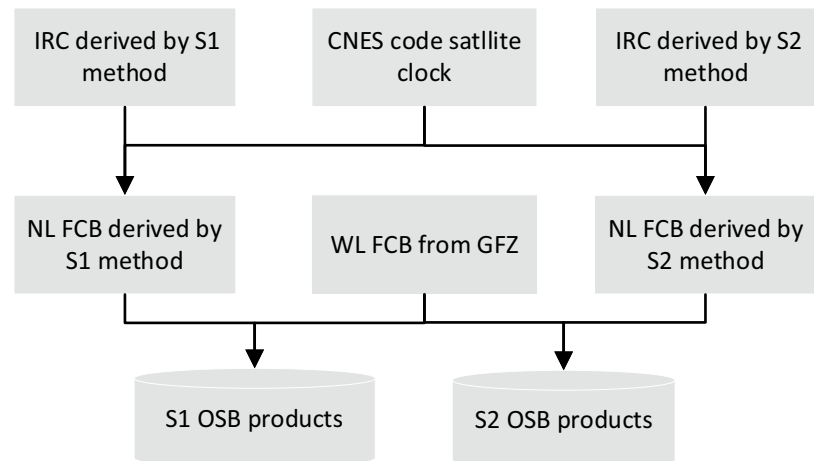 IRC derived by S1
method
CNES code satllite
clock
IRC derived by S2
method
NL FCB derived by
S1 method
WL FCB from GFZ
NL FCB derived by
S2 method
S1 OSB products
S2 OSB products